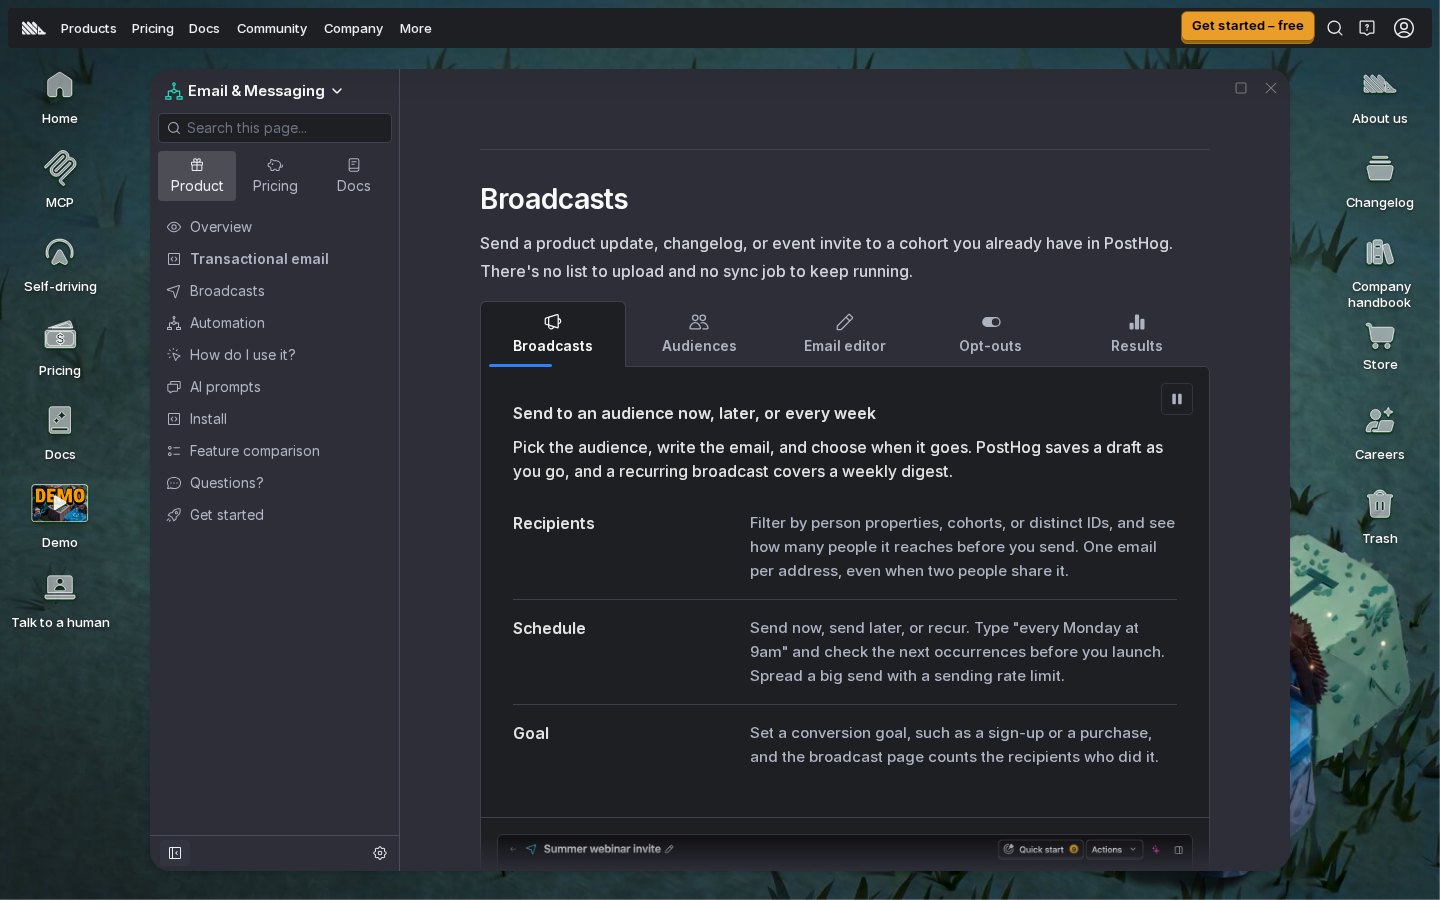 Products Pricing Docs Community Company More
Get started – free
Home
MCP
Self-driving
Pricing
Docs
DEMO
Demo
Talk to a human
Email & Messaging
Search this page...
Product Pricing Docs
Overview
Transactional email
Broadcasts
Automation
How do I use it?
AI prompts
Install
Feature comparison
Questions?
Get started
Broadcasts
Send a product update, changelog, or event invite to a cohort you already have in PostHog.
There's no list to upload and no sync job to keep running.
Broadcasts Audiences Email editor Opt-outs Results
Send to an audience now, later, or every week
Pick the audience, write the email, and choose when it goes. PostHog saves a draft as
you go, and a recurring broadcast covers a weekly digest.
Recipients
Filter by person properties, cohorts, or distinct IDs, and see
how many people it reaches before you send. One email
per address, even when two people share it.
Schedule
Send now, send later, or recur. Type "every Monday at
9am" and check the next occurrences before you launch.
Spread a big send with a sending rate limit.
Goal
Set a conversion goal, such as a sign-up or a purchase,
and the broadcast page counts the recipients who did it.
Summer webinar invite
Quick start
Actions
About us
Changelog
Company
handbook
Store
Careers
Trash